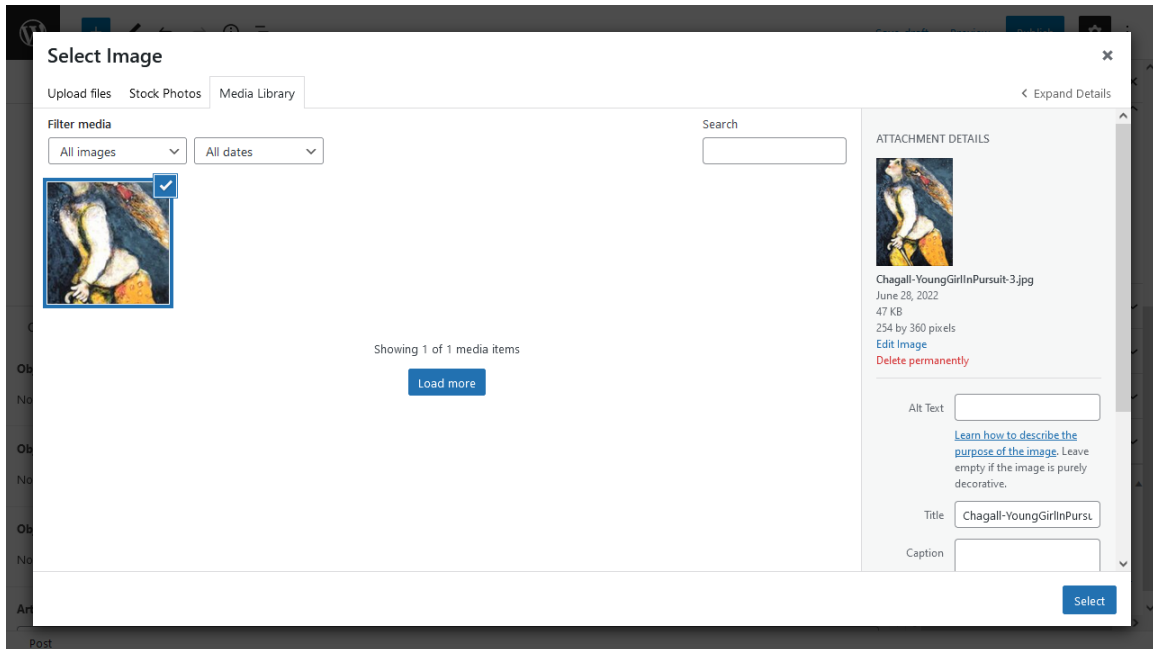 Select Image
Upload files Stock Photos Media Library
Expand Details
Filter media
All images All dates
Search
Showing 1 of 1 media items
Load more
ATTACHMENT DETAILS
Chagall-YoungGirlInPursuit-3.jpg
June 28, 2022
47 KB
254 by 360 pixels
Edit Image
Delete permanently
Alt Text
Learn how to describe the
purpose of the image. Leave
empty if the image is purely
decorative.
Title Chagall-YoungGirlInPursu
Caption
Select
Post